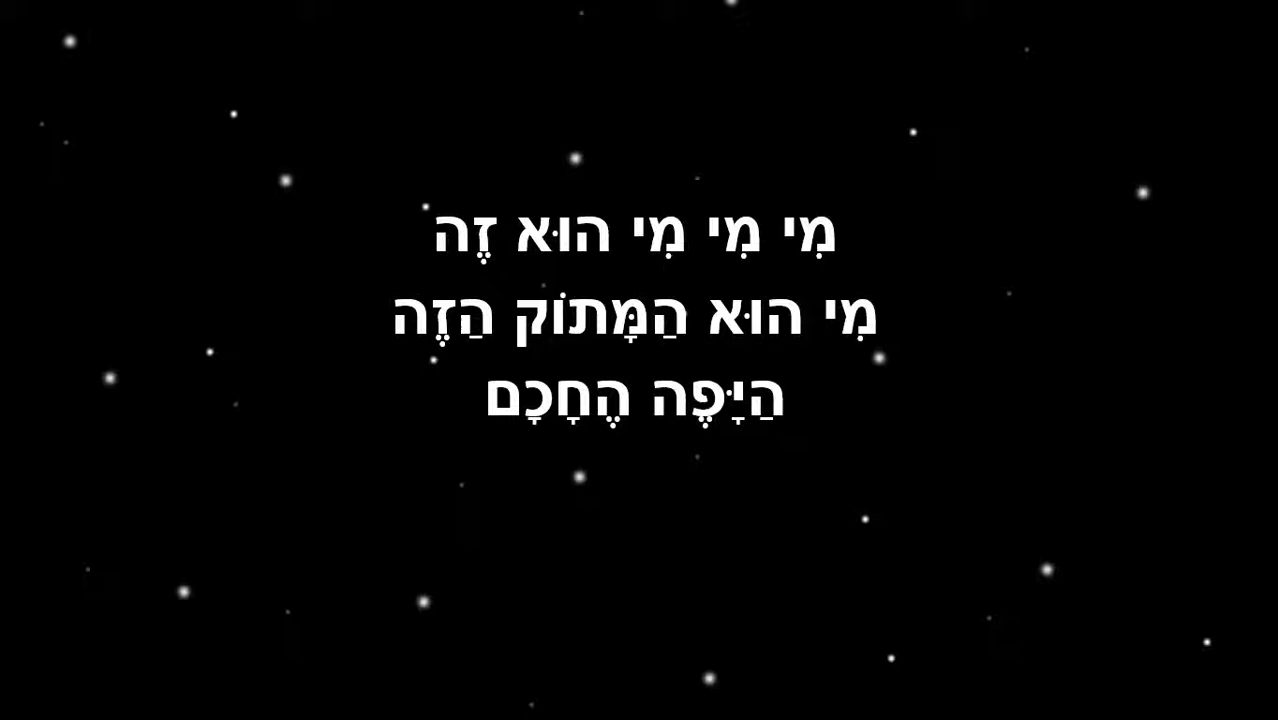 מִי מִי מִי הוּא זֶה
מִי הוּא הַמָּתוֹק הַזֶה
הַיָּפֶה הֶחָכָם